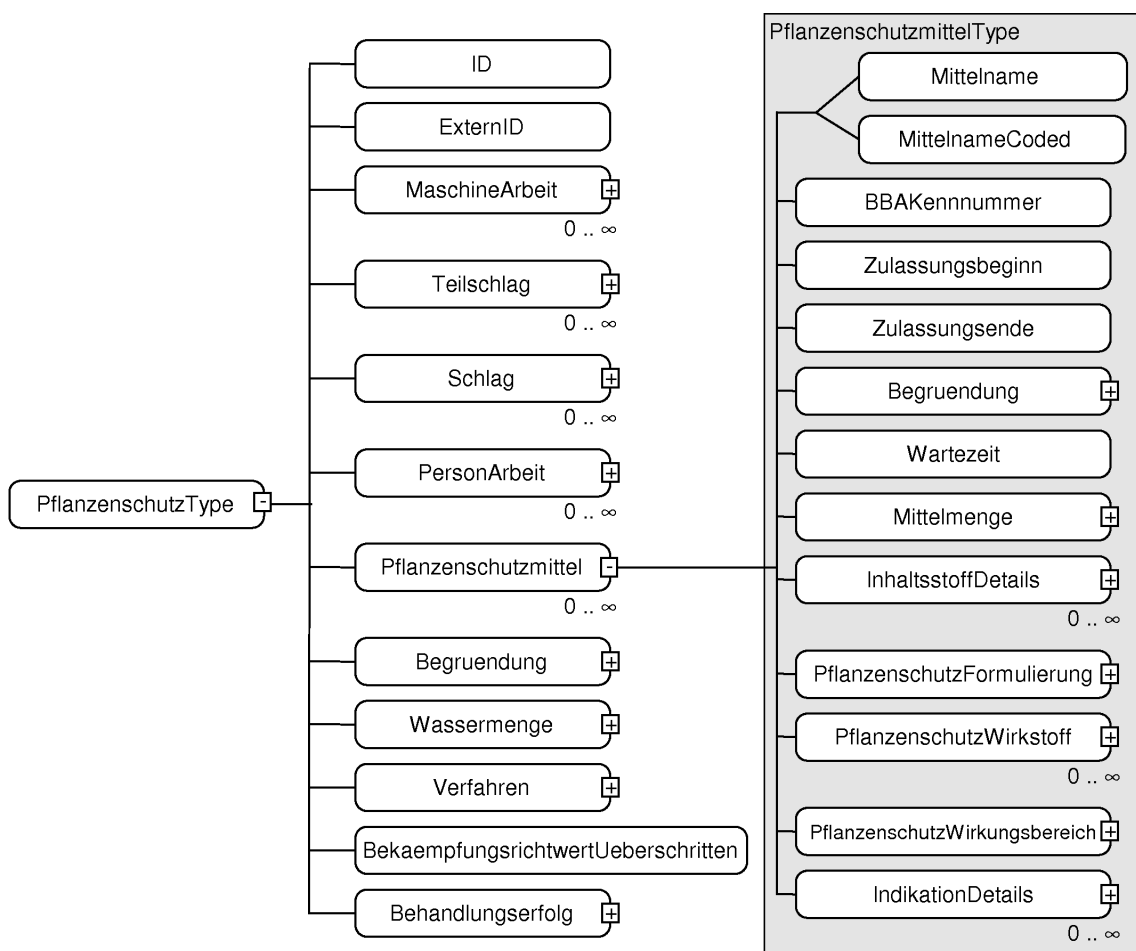 PflanzenschutzType
-
ID
ExternID
MaschineArbeit
+
0 .. ∞
Teilschlag
+
0 .. ∞
Schlag
+
0 .. ∞
PersonArbeit
+
0 .. ∞
Pflanzenschutzmittel
-
0 .. ∞
Begruendung
+
Wassermenge
+
Verfahren
+
BekaempfungsrichtwertUeberschritten
Behandlungserfolg
+
PflanzenschutzmittelType
Mittelname
MittelnameCoded
BBAKennnummer
Zulassungsbeginn
Zulassungsende
Begruendung
+
Wartezeit
Mittelmenge
+
InhaltsstoffDetails
+
0 .. ∞
PflanzenschutzFormulierung
+
PflanzenschutzWirkstoff
+
0 .. ∞
PflanzenschutzWirkungsbereich
+
IndikationDetails
+
0 .. ∞